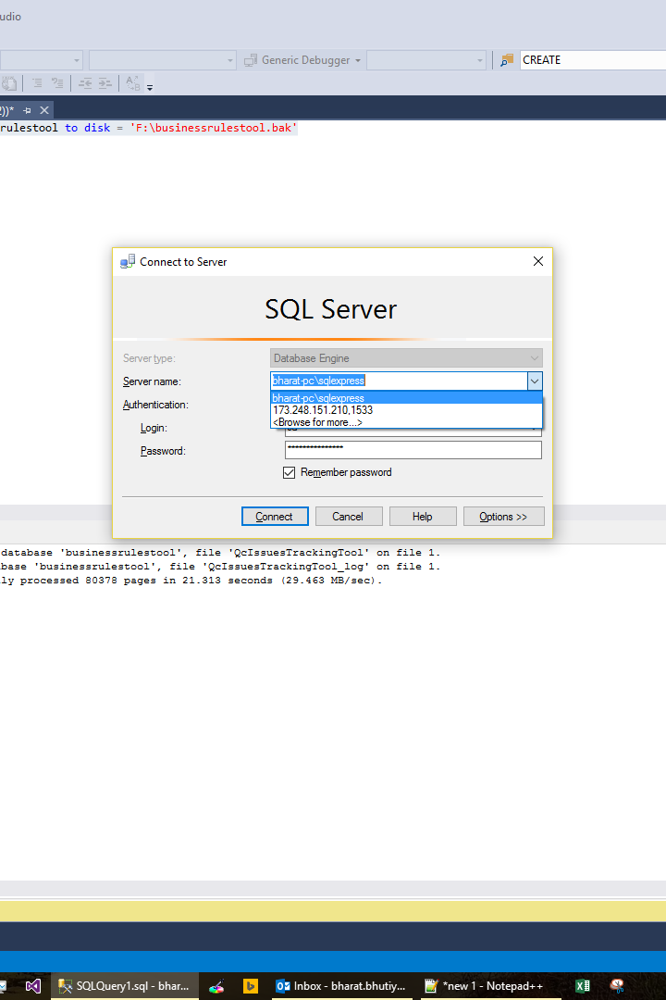 udio
Generic Debugger
CREATE
2))*
rulestool to disk = 'F:\businessrulestool.bak'
Connect to Server
SQL Server
Server type:
Database Engine
Server name:
bharat-pc\sqlexpress
bharat-pc\sqlexpress
Authentication:
173.248.151.210,1533
<Browse for more...>
Login:
Password:
***************
Remember password
Connect
Cancel
Help
Options >>
database 'businessrulestool', file 'QcIssuesTrackingTool' on file 1.
base 'businessrulestool', file 'QcIssuesTrackingTool_log' on file 1.
ly processed 80378 pages in 21.313 seconds (29.463 MB/sec).
SQLQuery1.sql - bhar...
Inbox - bharat.bhutiy...
*new 1 - Notepad++